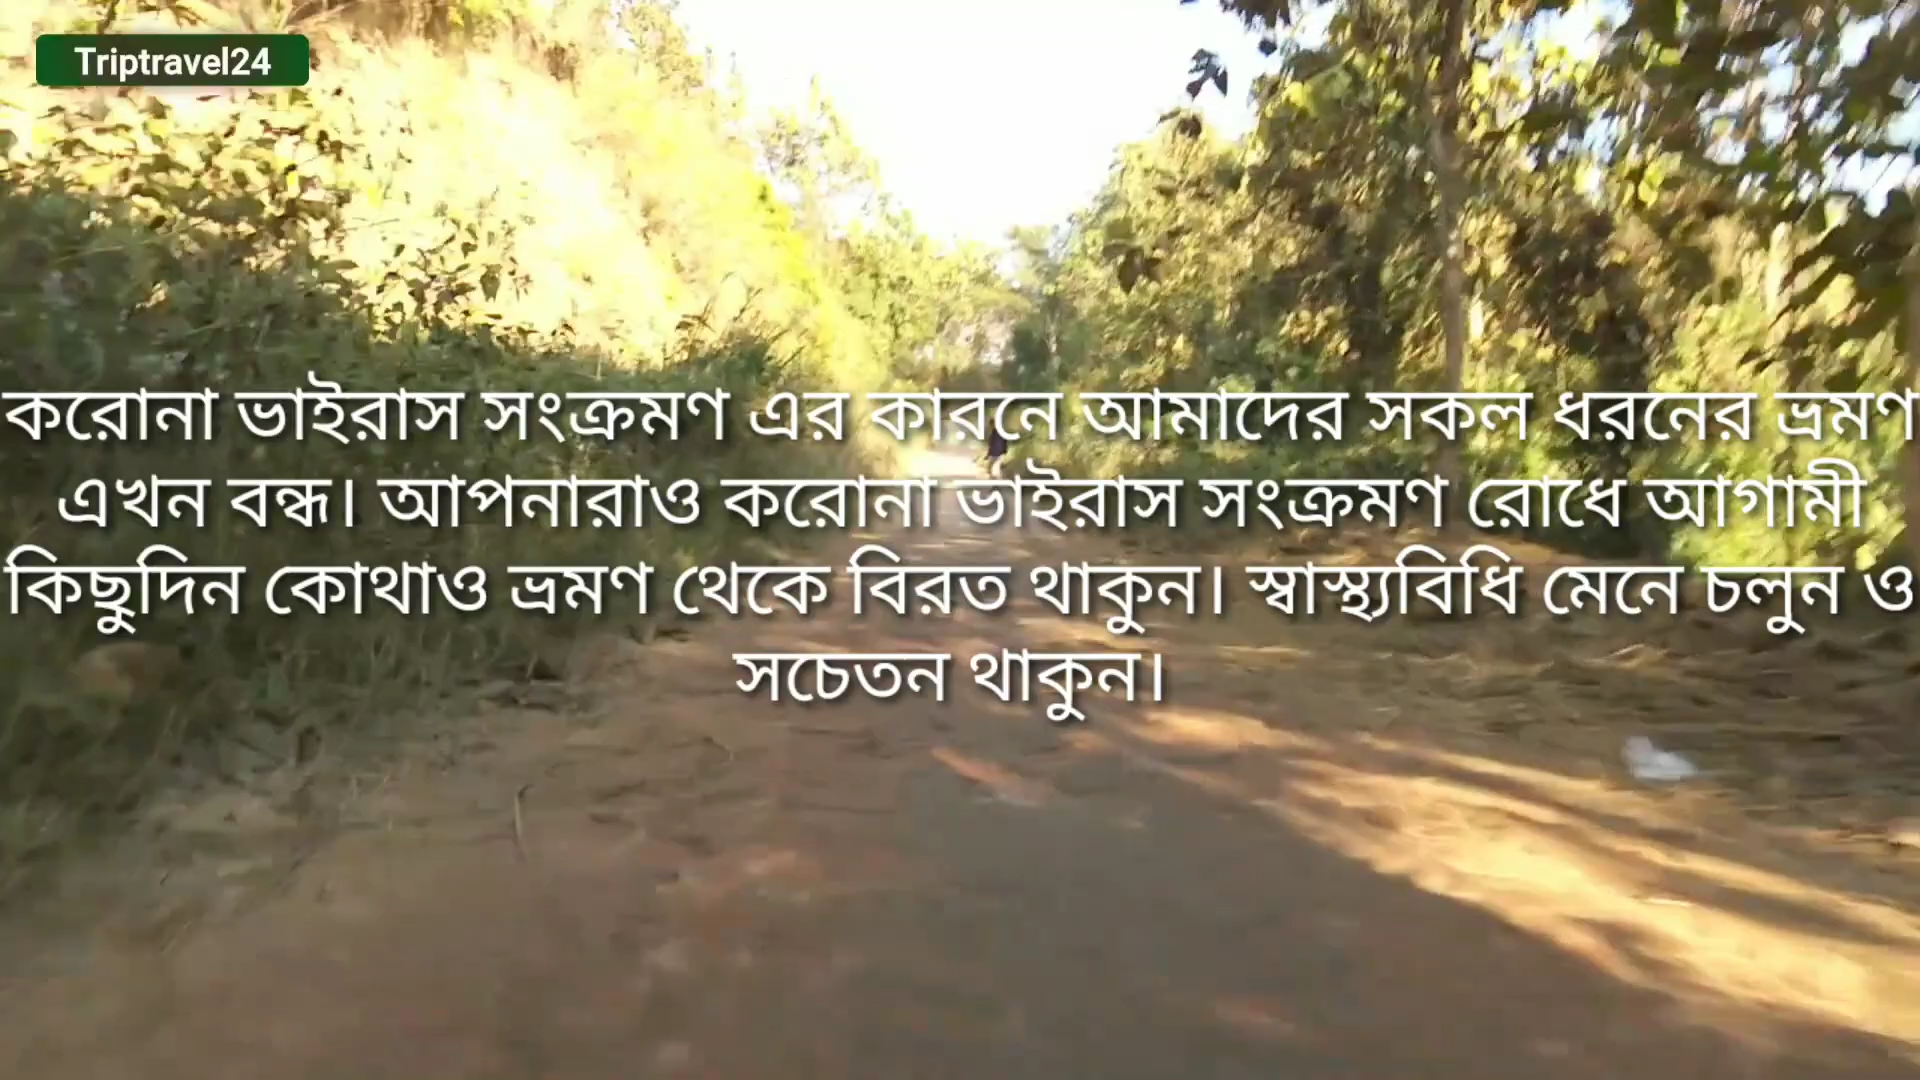 Triptravel24
করোনা ভাইরাস সংক্রমণ এর কারনে আমাদের সকল ধরনের ভ্রমণ
এখন বন্ধ। আপনারাও করোনা ভাইরাস সংক্রমণ রোধে আগামী
কিছুদিন কোথাও ভ্রমণ থেকে বিরত থাকুন। স্বাস্থ্যবিধি মেনে চলুন ও
সচেতন থাকুন।